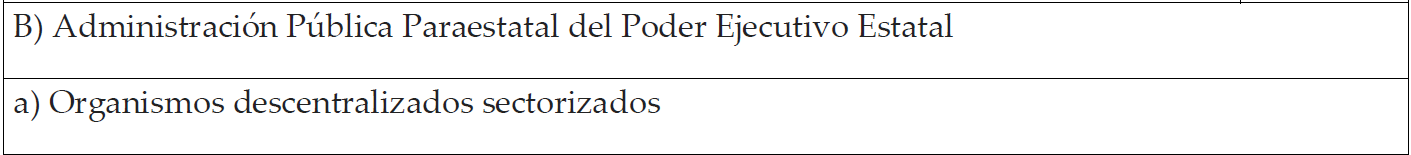 B) Administración Pública Paraestatal del Poder Ejecutivo Estatal
a) Organismos descentralizados sectorizados